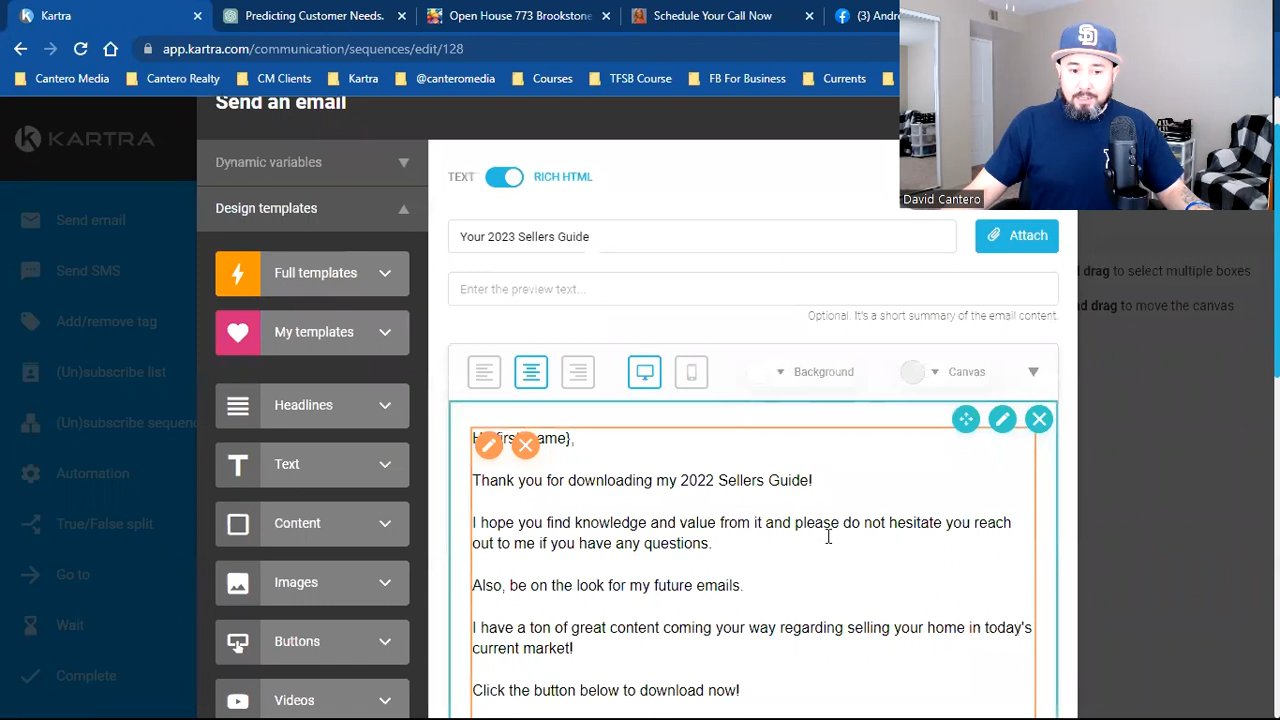 Kartra
Predicting Customer Needs.
Open House 773 Brookstone
Schedule Your Call Now
(3) Andre
app.kartra.com/communication/sequences/edit/128
Cantero Media
Cantero Realty
CM Clients
Kartra
@canteromedia
Courses
TFSB Course
FB For Business
Currents
SD
David Cantero
KARTRA
Send an email
Send email
Send SMS
Add/remove tag
(Un)subscribe list
(Un)subscribe sequen
Automation
True/False split
Go to
Wait
Complete
Dynamic variables
Design templates
Full templates
My templates
Headlines
Text
Content
Images
Buttons
Videos
TEXT
RICH HTML
Your 2023 Sellers Guide
Attach
Enter the preview text...
Optional. It's a short summary of the email content.
Background
Canvas
ame},
Thank you for downloading my 2022 Sellers Guide!
I hope you find knowledge and value from it and please do not hesitate you reach
out to me if you have any questions.
Also, be on the look for my future emails.
I have a ton of great content coming your way regarding selling your home in today's
current market!
Click the button below to download now!
d drag to select multiple boxes
nd drag to move the canvas